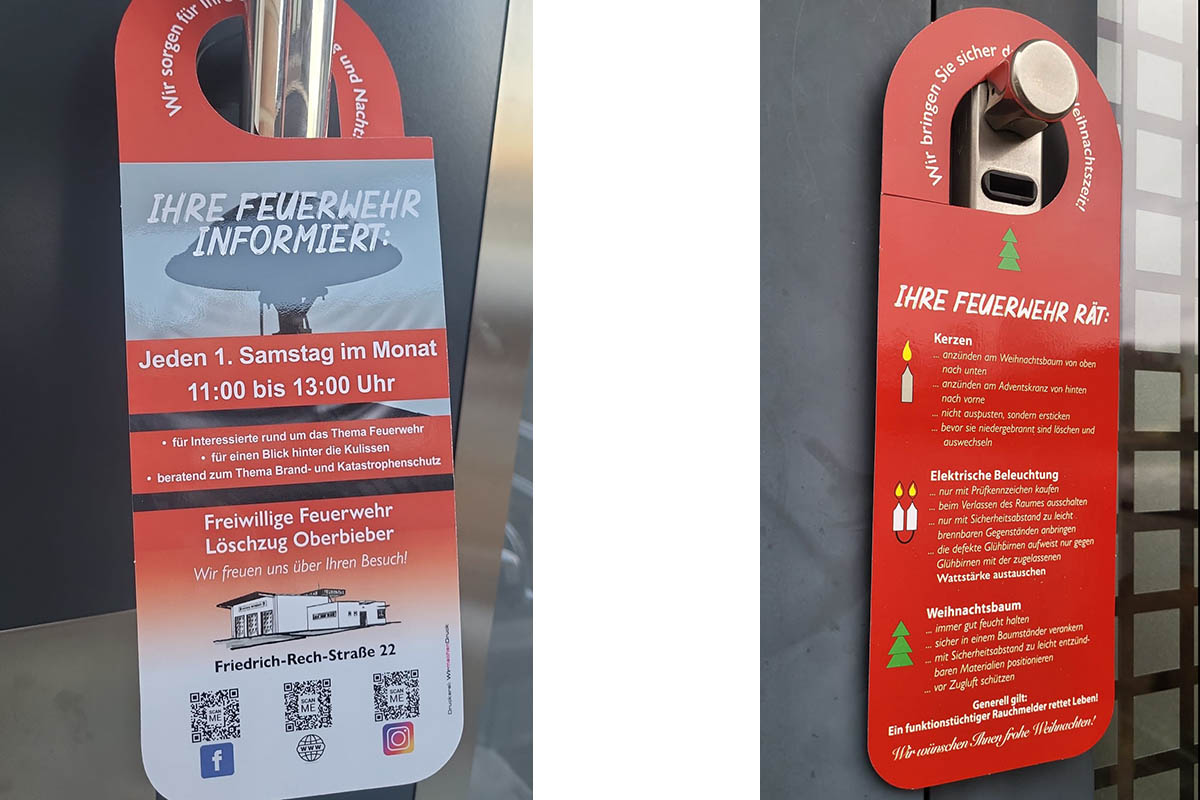 Wir sorgen für Ihre
und Nacht!
IHRE FEUERWEHR
INFORMIERT:
Jeden 1. Samstag im Monat
11:00 bis 13:00 Uhr
• für Interessierte rund um das Thema Feuerwehr
• für einen Blick hinter die Kulissen
• beratend zum Thema Brand- und Katastrophenschutz
Freiwillige Feuerwehr
Löschzug Oberbieber
Wir freuen uns über Ihren Besuch!
Friedrich-Rech-Straße 22
SCAN ME
SCAN ME
SCAN ME
f
WWW
Druckerei: WirmachenDruck
Wir bringen Sie sicher
Weihnachtszeit!
IHRE FEUERWEHR RÄT:
Kerzen
... anzünden am Weihnachtsbaum von oben
nach unten
... anzünden am Adventskranz von hinten
nach vorne
... nicht auspusten, sondern ersticken
... bevor sie niedergebrannt sind löschen und
auswechseln
Elektrische Beleuchtung
... nur mit Prüfkennzeichen kaufen
... beim Verlassen des Raumes ausschalten
... nur mit Sicherheitsabstand zu leicht
brennbaren Gegenständen anbringen
... die defekte Glühbirnen aufweist nur gegen
Glühbirnen mit der zugelassenen
Wattstärke austauschen
Weihnachtsbaum
... immer gut feucht halten
... sicher in einem Baumständer verankern
... mit Sicherheitsabstand zu leicht entzünd-
baren Materialien positionieren
... vor Zugluft schützen
Generell gilt:
Ein funktionstüchtiger Rauchmelder rettet Leben!
Wir wünschen Ihnen frohe Weihnachten!